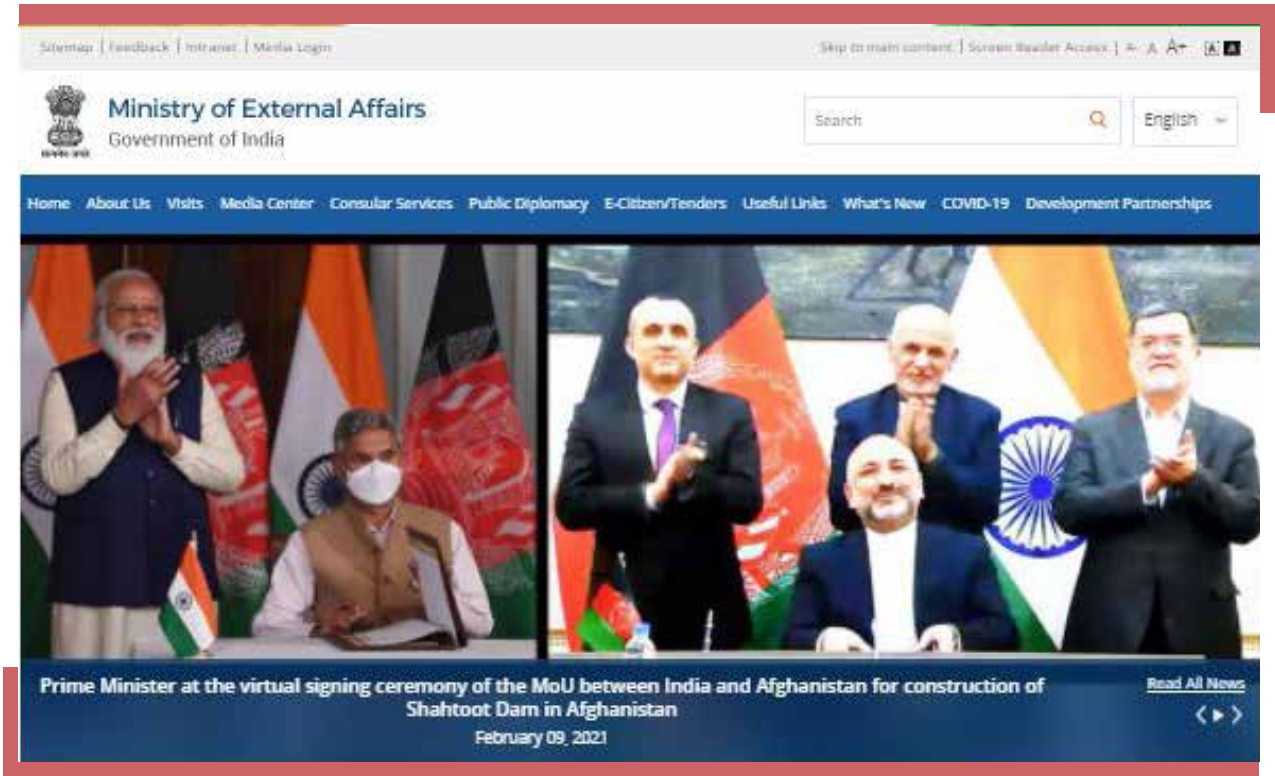 Sitemap | Feedback | Intranet | Media Login
Skip to main content | Screen Reader Access | A- A A+ A A
Ministry of External Affairs
Government of India
Search
English
Home About Us Visits Media Center Consular Services Public Diplomacy E-Citizen/Tenders Useful Links What's New COVID-19 Development Partnerships
Prime Minister at the virtual signing ceremony of the MoU between India and Afghanistan for construction of
Shahtoot Dam in Afghanistan
February 09, 2021
Read All News